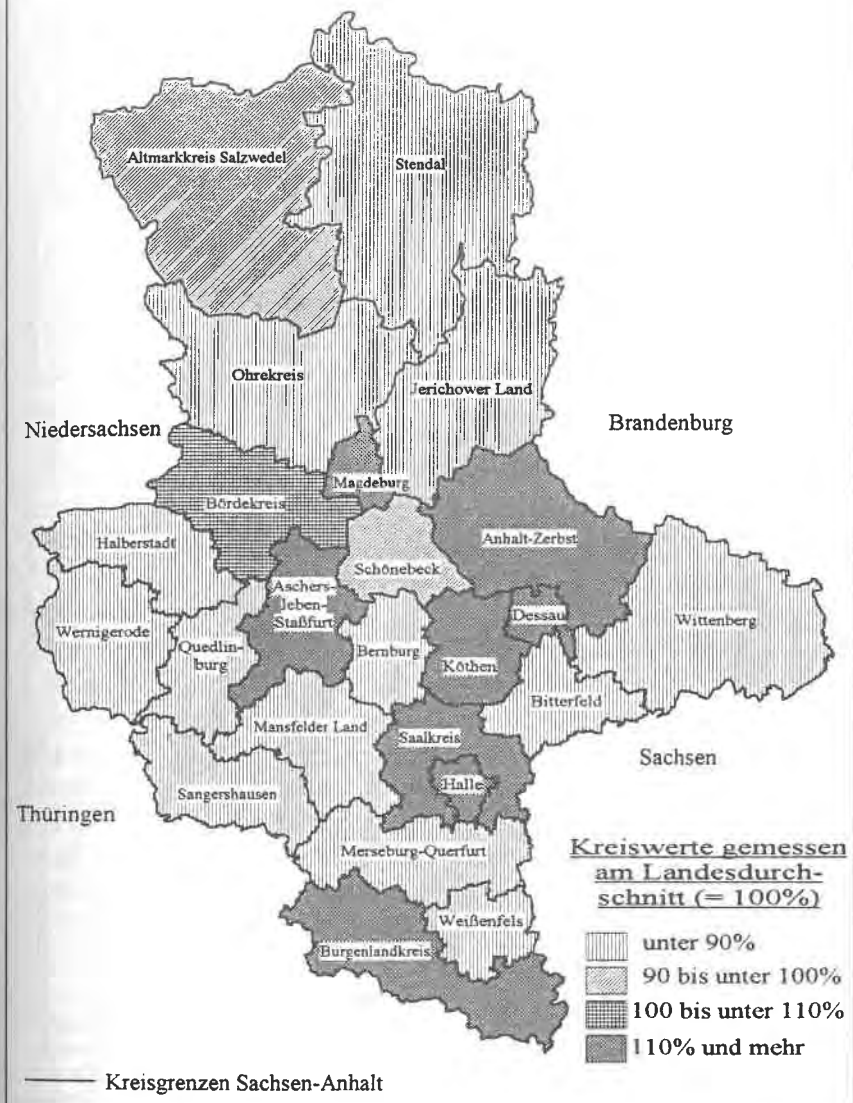 Altmarkkreis Salzwedel
Stendal
Ohrekreis
Jerichower Land
Niedersachsen
Brandenburg
Magdeburg
Bördekreis
Halberstadt
Anhalt-Zerbst
Schönebeck
Aschers-
leben-
Staßfurt
Dessau
Wittenberg
Wernigerode
Quedlin-
burg
Bernburg
Köthen
Bitterfeld
Mansfelder Land
Saalkreis
Sachsen
Halle
Sangershausen
Thüringen
Merseburg-Querfurt
Weißenfels
Burgenlandkreis
Kreiswerte gemessen
am Landesdurch-
schnitt (= 100%)
unter 90%
90 bis unter 100%
100 bis unter 110%
110% und mehr
Kreisgrenzen Sachsen-Anhalt